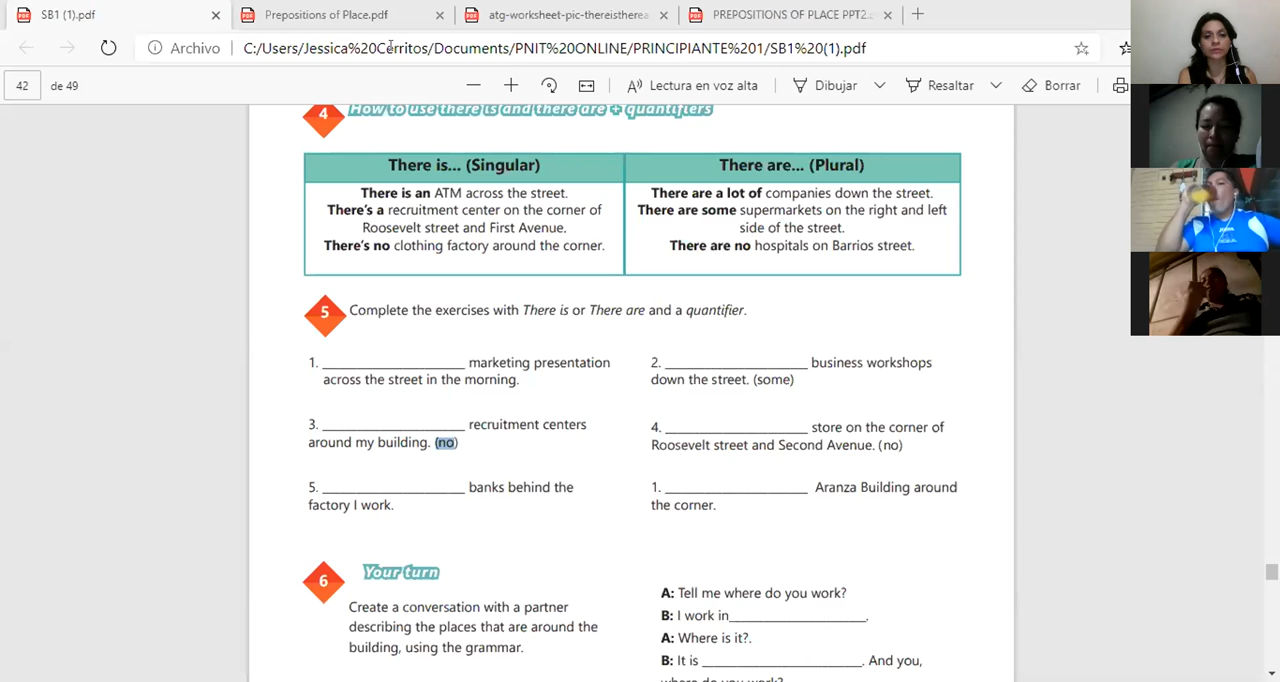 SB1 (1).pdf
Prepositions of Place.pdf
atg-worksheet-pic-thereistherea
PREPOSITIONS OF PLACE PPT2.
Archivo
C:/Users/Jessica%20Cerritos/Documents/PNIT%20ONLINE/PRINCIPIANTE%201/SB1%20(1).pdf
42 de 49
Lectura en voz alta
Dibujar
Resaltar
Borrar
4 How to use there is and there are + quantifiers
There is... (Singular)
There is an ATM across the street.
There's a recruitment center on the corner of
Roosevelt street and First Avenue.
There's no clothing factory around the corner.
There are... (Plural)
There are a lot of companies down the street.
There are some supermarkets on the right and left
side of the street.
There are no hospitals on Barrios street.
5 Complete the exercises with There is or There are and a quantifier.
1. ____________________ marketing presentation
across the street in the morning.
2. ____________________ business workshops
down the street. (some)
3. ____________________ recruitment centers
around my building. (no)
4. ____________________ store on the corner of
Roosevelt street and Second Avenue. (no)
5. ____________________ banks behind the
factory I work.
1. ____________________ Aranza Building around
the corner.
6 Your turn
Create a conversation with a partner
describing the places that are around the
building, using the grammar.
A: Tell me where do you work?
B: I work in____________________.
A: Where is it?.
B: It is _______________________. And you,
where do you work?